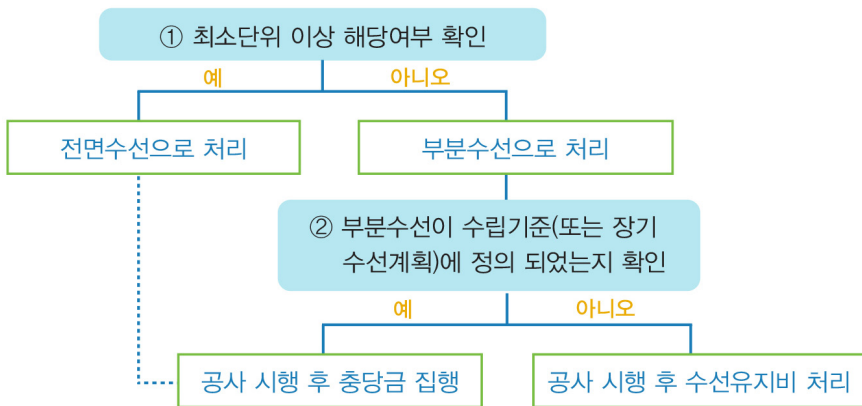 ① 최소단위 이상 해당여부 확인
예
아니오
전면수선으로 처리
부분수선으로 처리
② 부분수선이 수립기준(또는 장기
수선계획)에 정의 되었는지 확인
예
아니오
공사 시행 후 충당금 집행
공사 시행 후 수선유지비 처리